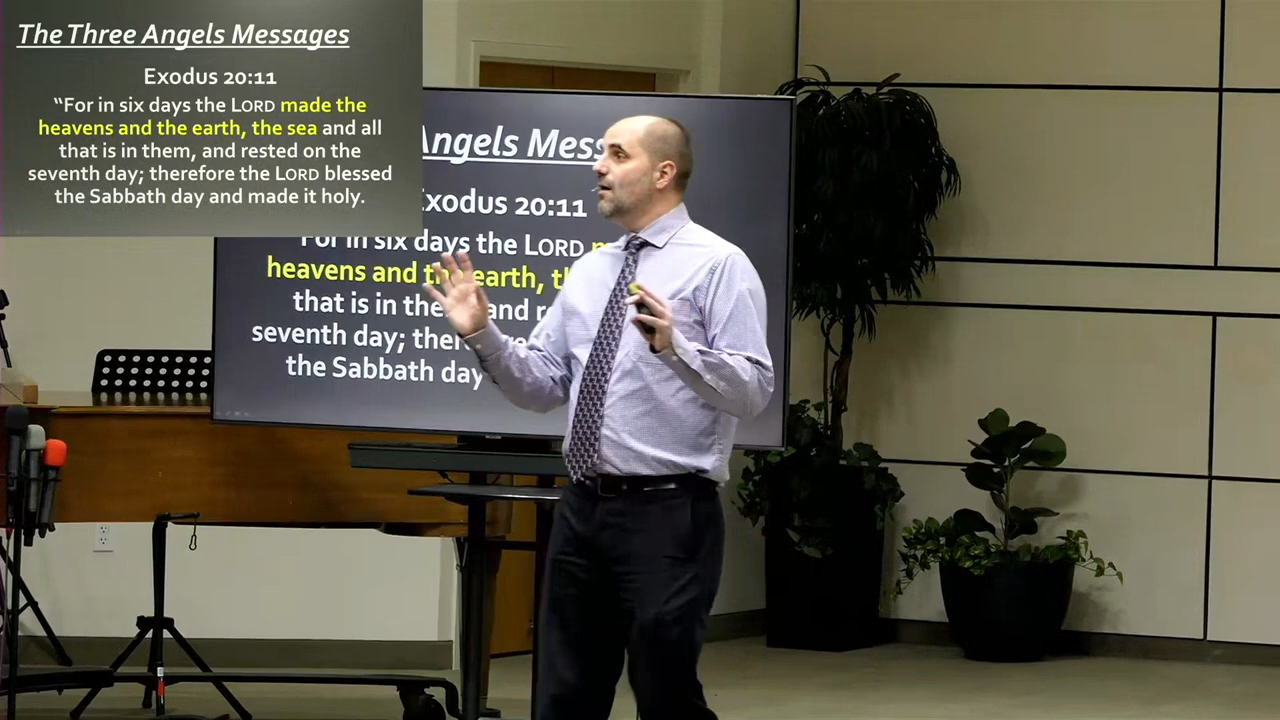 The Three Angels Messages
Exodus 20:11
“For in six days the LORD made the
heavens and the earth, the sea and all
that is in them, and rested on the
seventh day; therefore the LORD blessed
the Sabbath day and made it holy.
Angels Mess
Exodus 20:11
"For in six days the LORD
heavens and the earth,
that is in and
seventh day;
the Sabbath day